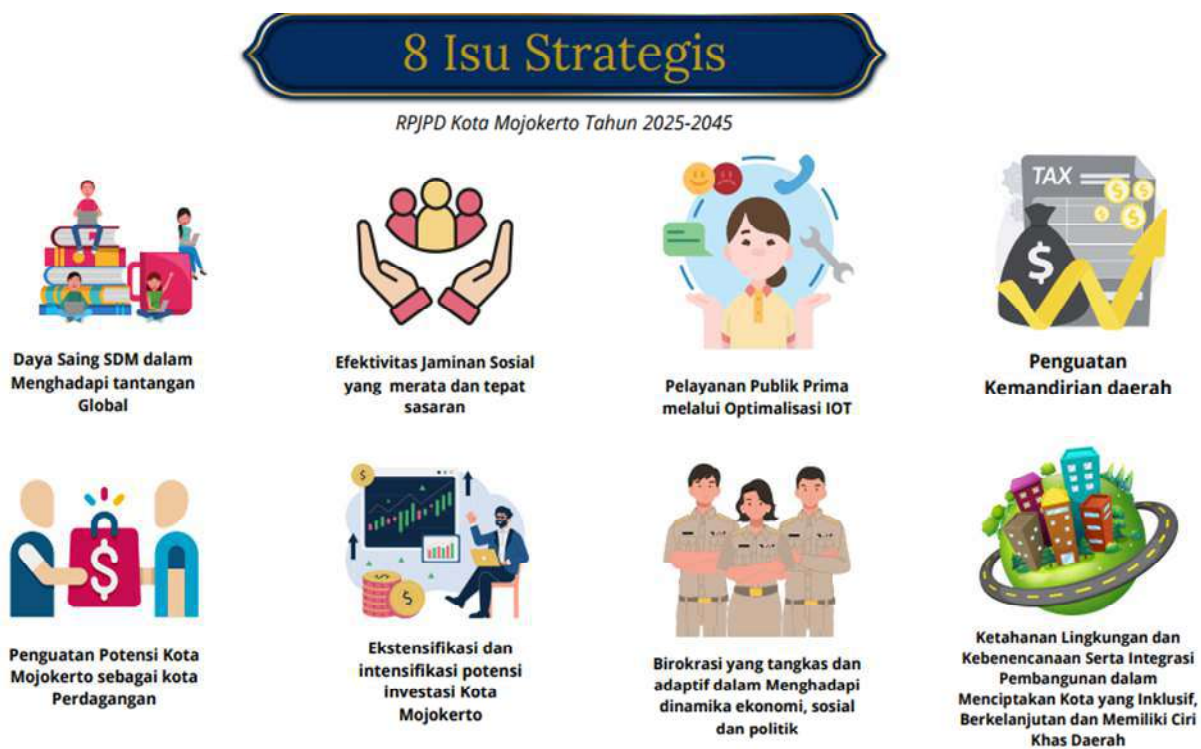 8 Isu Strategis
RPJPD Kota Mojokerto Tahun 2025-2045
TAX
$
Daya Saing SDM dalam
Menghadapi tantangan
Global
Efektivitas Jaminan Sosial
yang merata dan tepat
sasaran
Pelayanan Publik Prima
melalui Optimalisasi IOT
Penguatan
Kemandirian daerah
$
$
$
Penguatan Potensi Kota
Mojokerto sebagai kota
Perdagangan
Ekstensifikasi dan
intensifikasi potensi
investasi Kota
Mojokerto
Birokrasi yang tangkas dan
adaptif dalam Menghadapi
dinamika ekonomi, sosial
dan politik
Ketahanan Lingkungan dan
Kebenencanaan Serta Integrasi
Pembangunan dalam
Menciptakan Kota yang Inklusif,
Berkelanjutan dan Memiliki Ciri
Khas Daerah